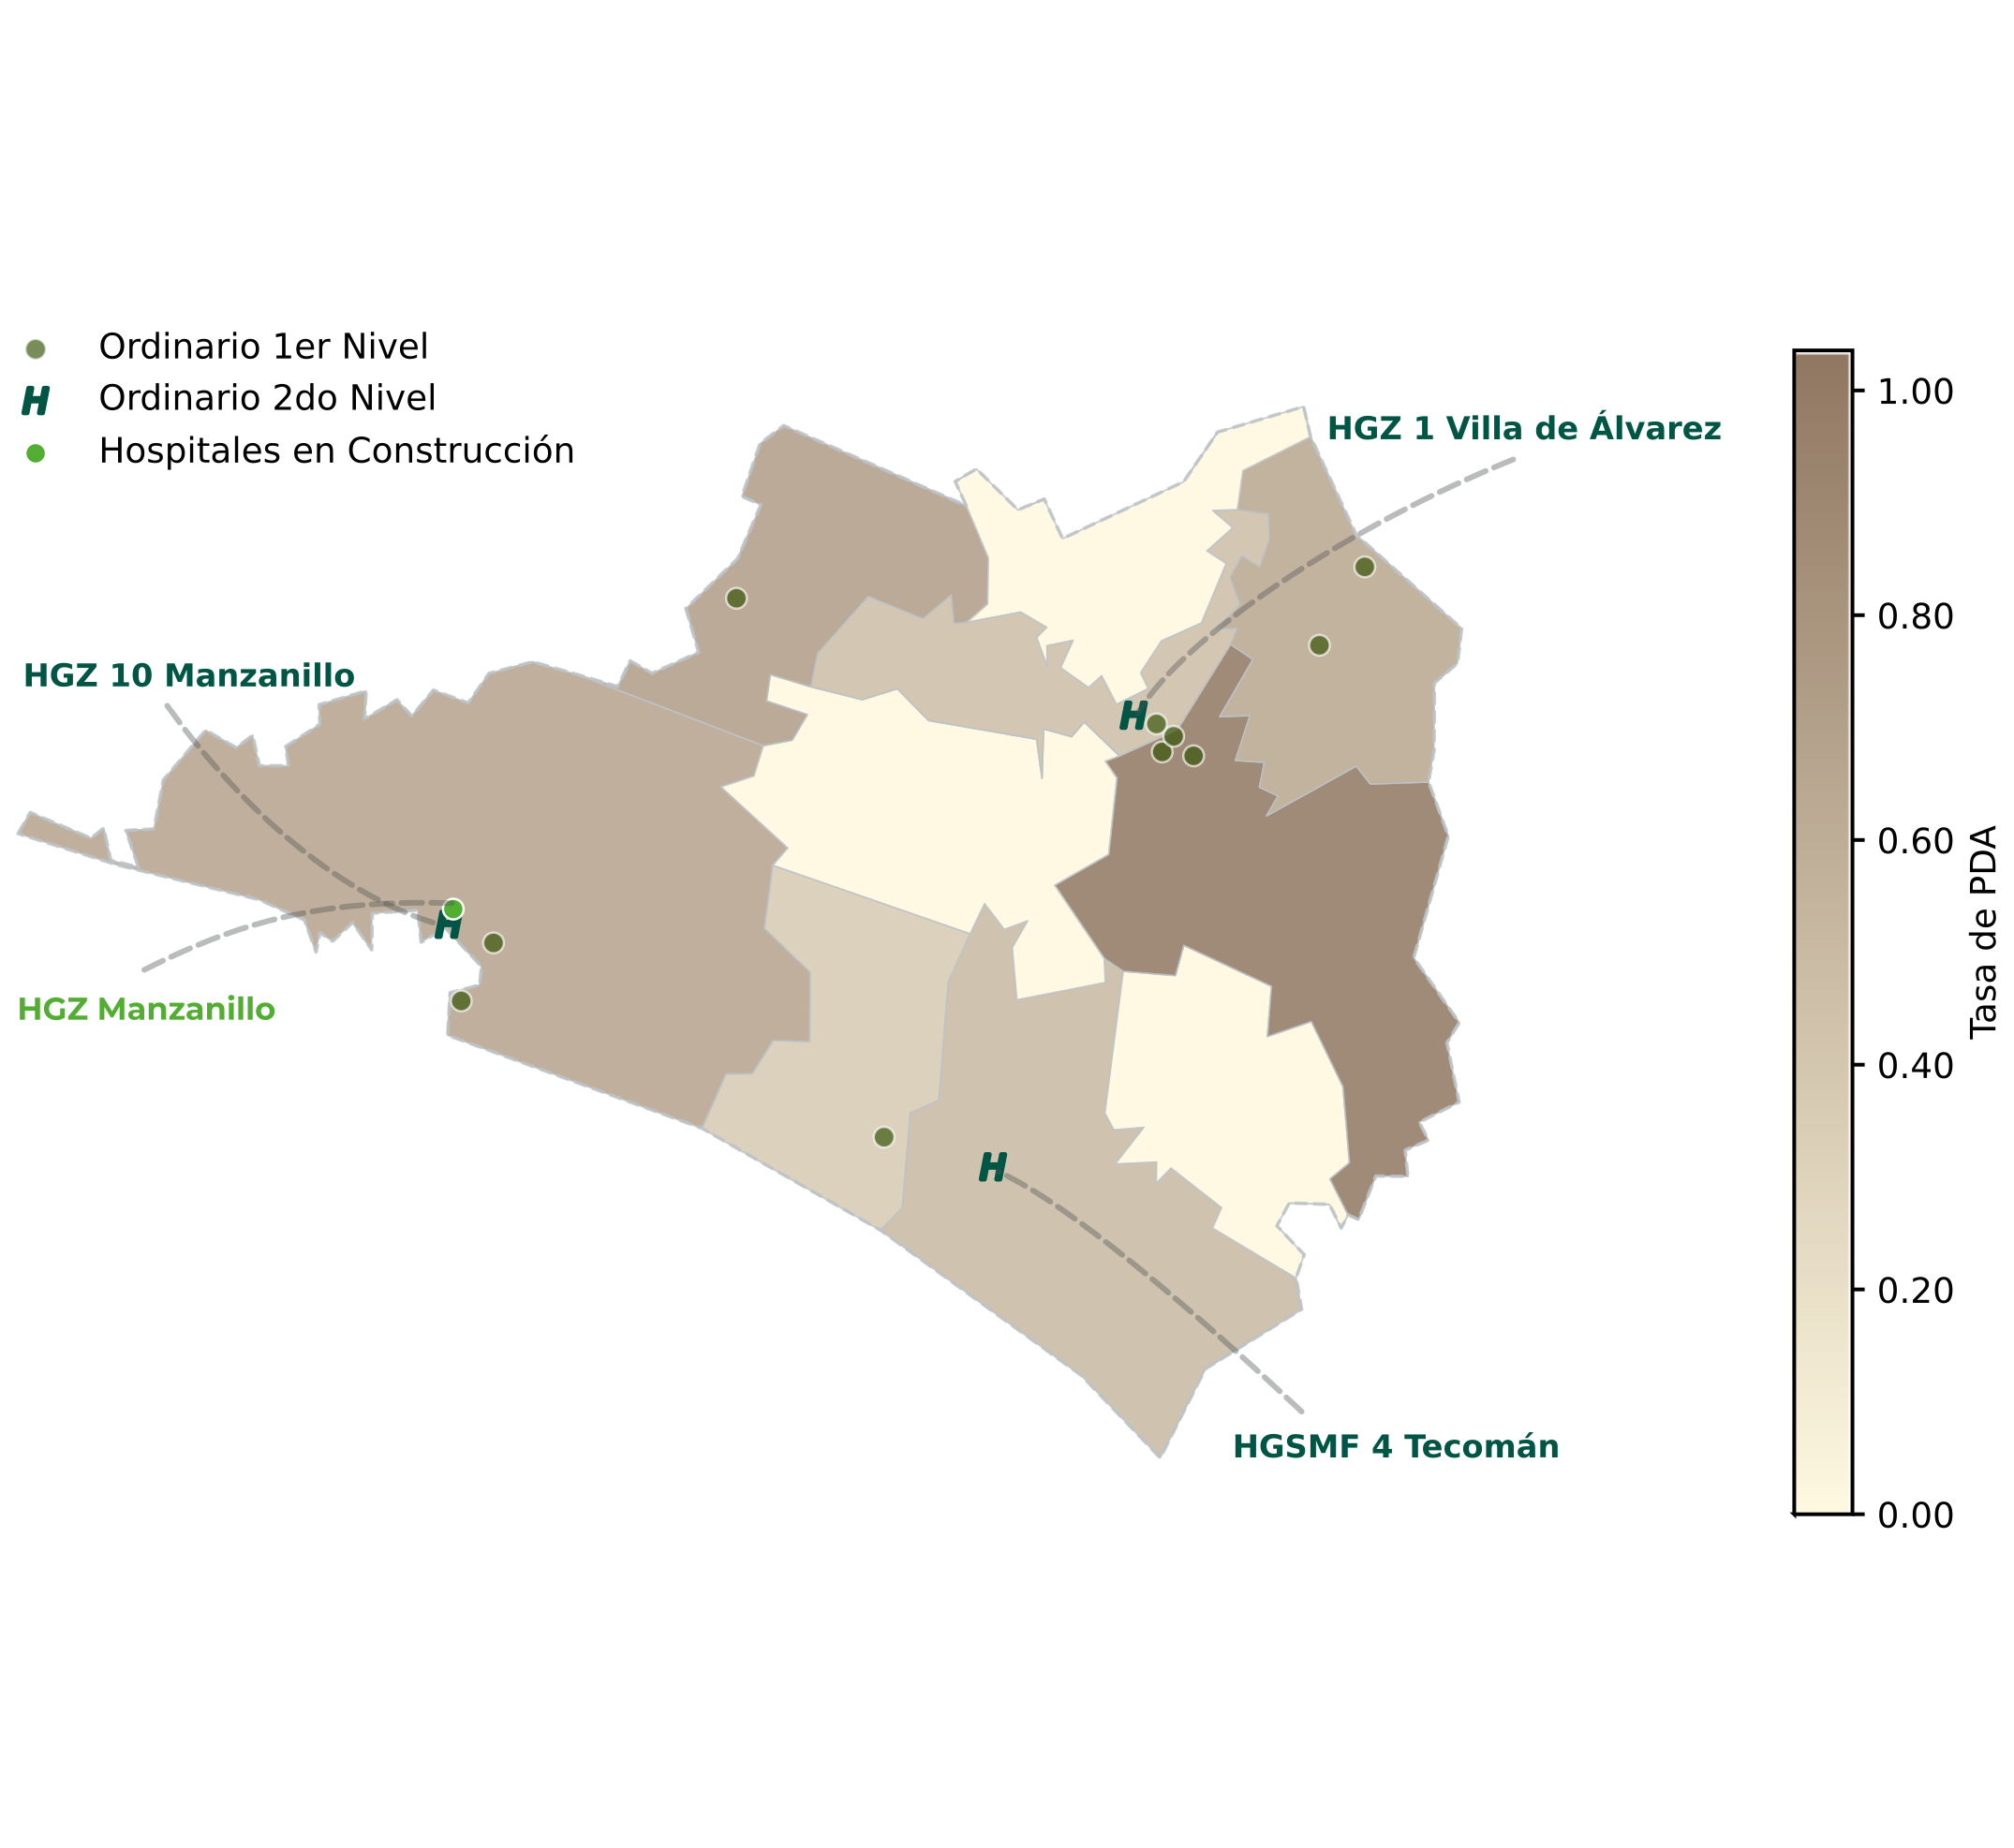 Ordinario 1er Nivel
H Ordinario 2do Nivel
Hospitales en Construcción
HGZ 1 Villa de Álvarez
HGZ 10 Manzanillo
HGZ Manzanillo
HGSMF 4 Tecomán
H
H
H
1.00
0.80
0.60
0.40
0.20
0.00
Tasa de PDA